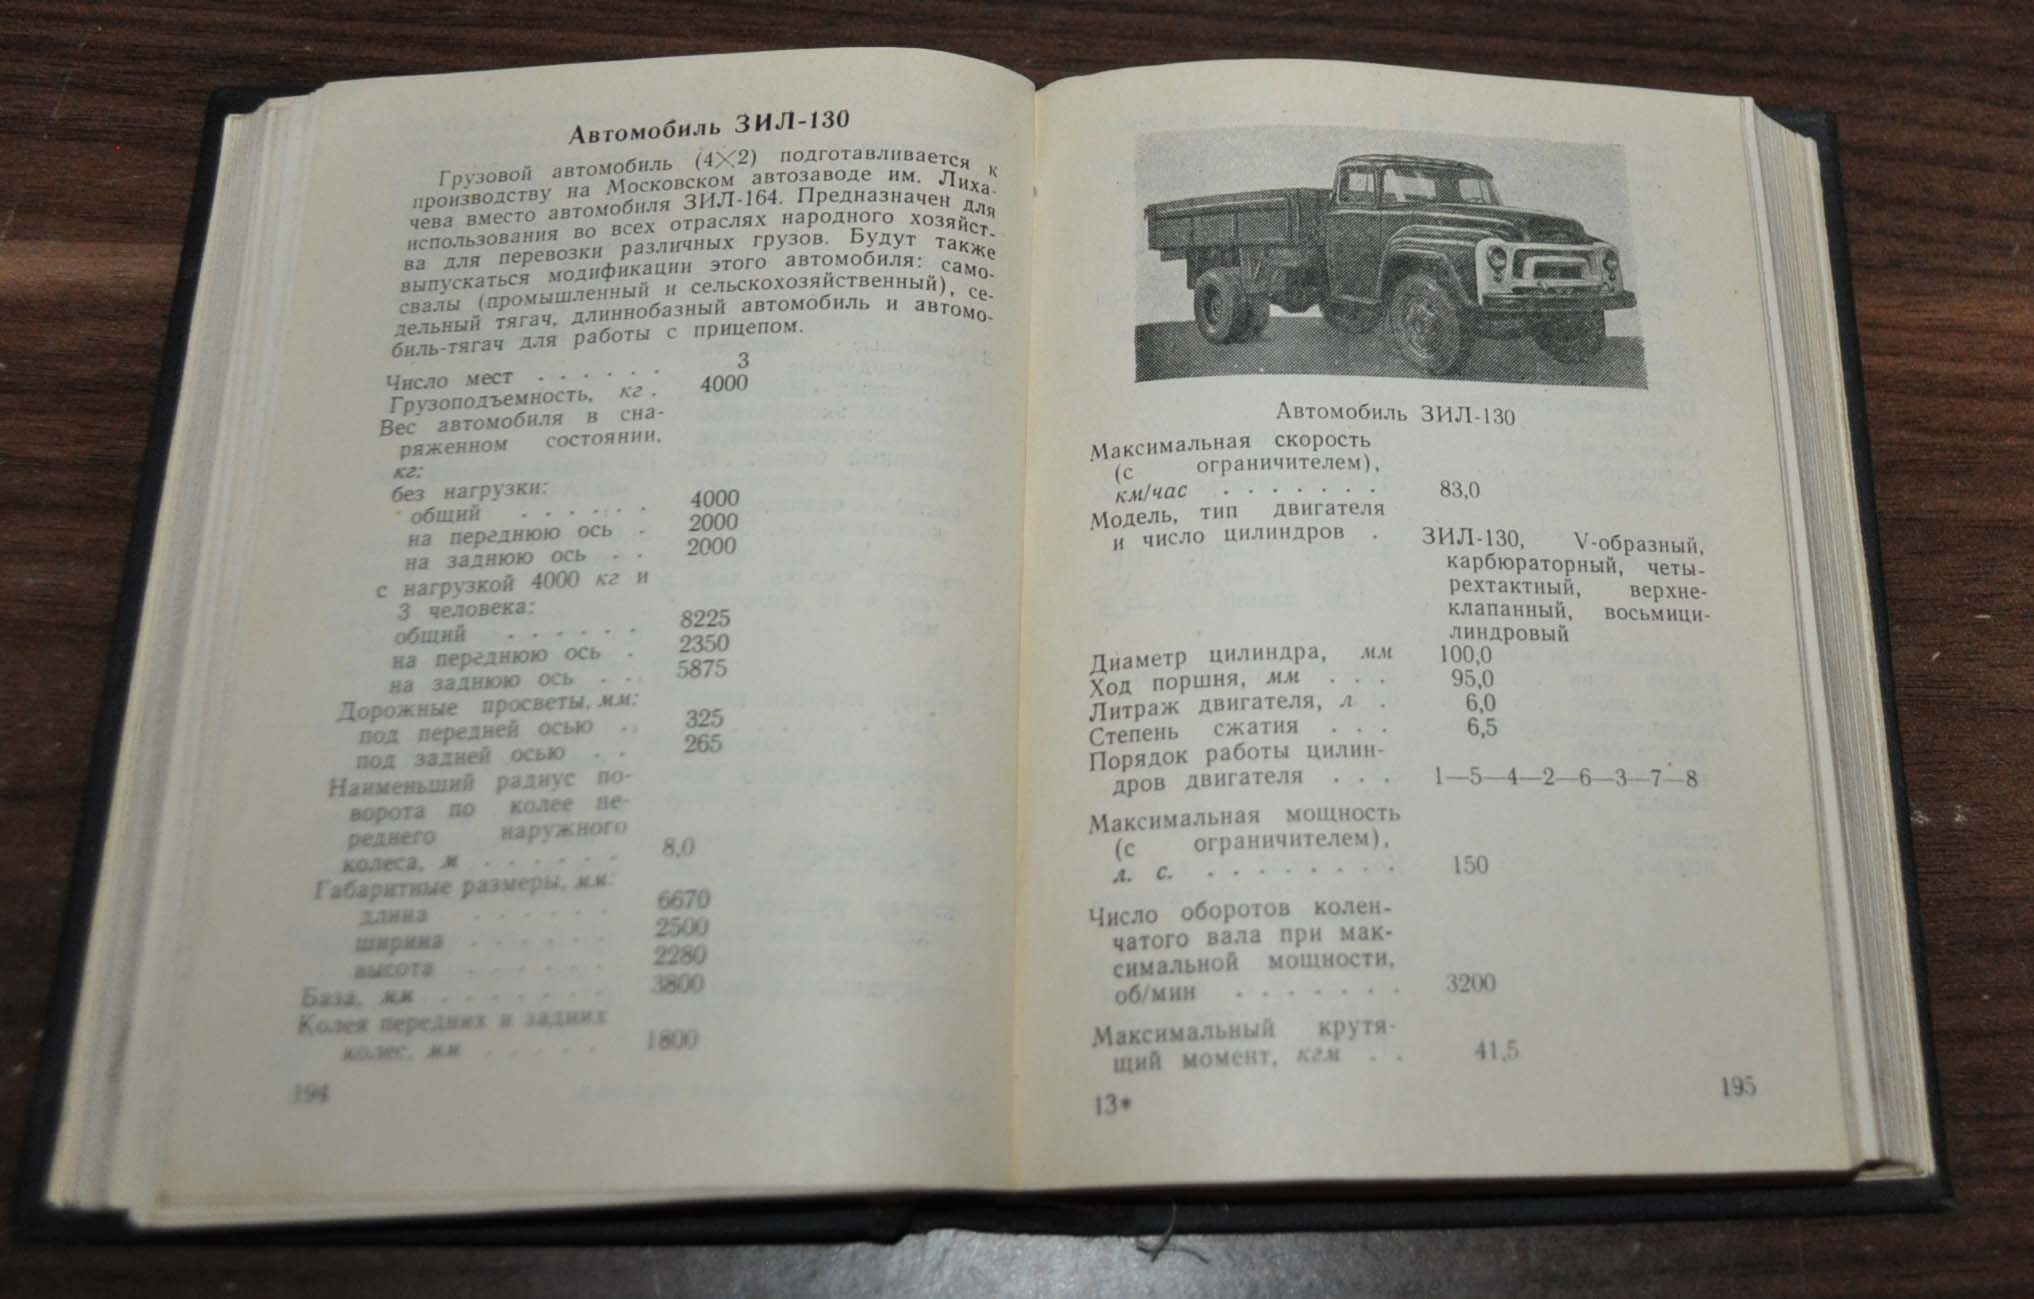 Автомобиль ЗИЛ-130
Грузовой автомобиль (4×2) подготавливается к
производству на Московском автозаводе им. Лиха-
чева вместо автомобиля ЗИЛ-164. Предназначен для
использования во всех отраслях народного хозяйст-
ва для перевозки различных грузов. Будут также
выпускаться модификации этого автомобиля: само-
свалы (промышленный и сельскохозяйственный), се-
дельный тягач, длиннобазный автомобиль и автомо-
биль-тягач для работы с прицепом.
Число мест . . . . . . 3
Грузоподъемность, кг . 4000
Вес автомобиля в сна-
ряженном состоянии,
кг:
без нагрузки:
общий . . . . . . 4000
на переднюю ось . 2000
на заднюю ось . . 2000
с нагрузкой 4000 кг и
3 человека:
общий . . . . . . 8225
на переднюю ось . 2350
на заднюю ось . . 5875
Дорожные просветы, мм:
под передней осью . . 325
под задней осью . . 265
Наименьший радиус по-
ворота по колее пе-
реднего наружного
колеса, м . . . . . . 8,0
Габаритные размеры, мм:
длина . . . . . . 6670
ширина . . . . . . 2500
высота . . . . . . 2280
База, мм . . . . . . . 3800
Колея передних и задних
колес, мм . . . . . 1800
194
Автомобиль ЗИЛ-130
Максимальная скорость
(с ограничителем),
км/час . . . . . . . 83,0
Модель, тип двигателя
и число цилиндров . ЗИЛ-130, V-образный,
карбюраторный, четы-
рехтактный, верхне-
клапанный, восьмици-
линдровый
Диаметр цилиндра, мм 100,0
Ход поршня, мм . . . 95,0
Литраж двигателя, л . 6,0
Степень сжатия . . . 6,5
Порядок работы цилин-
дров двигателя . . . 1—5—4—2—6—3—7—8
Максимальная мощность
(с ограничителем),
л. с. . . . . . . . . 150
Число оборотов колен-
чатого вала при мак-
симальной мощности,
об/мин . . . . . . . 3200
Максимальный крутя-
щий момент, кгм . . 41,5
13*
195